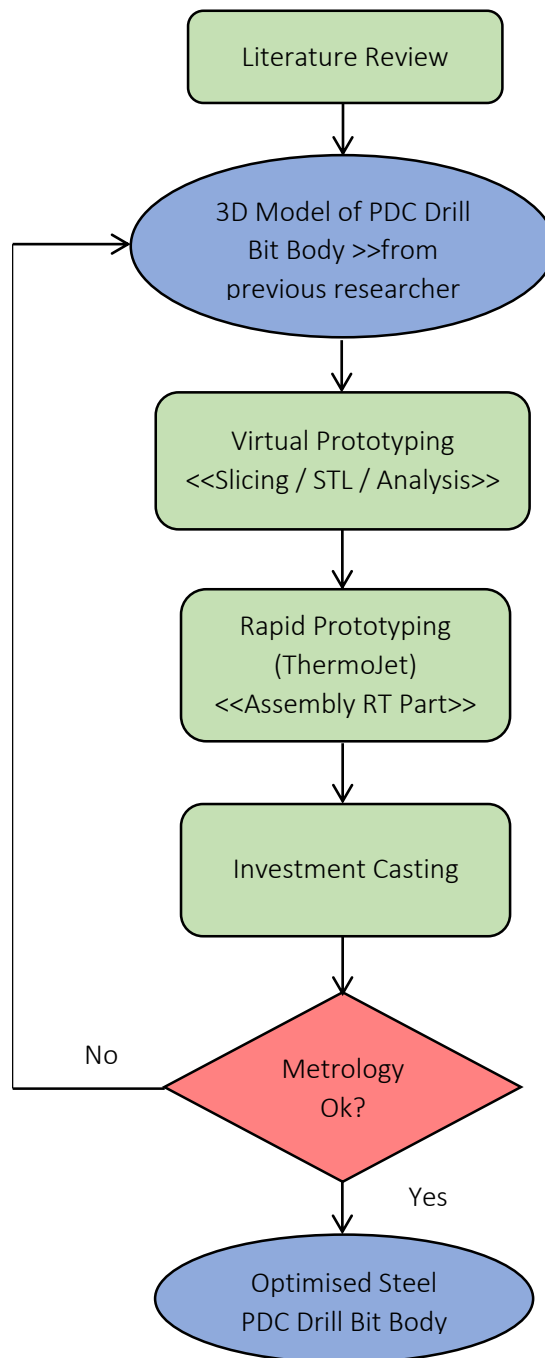 Literature Review
3D Model of PDC Drill
Bit Body >>from
previous researcher
Virtual Prototyping
<<Slicing / STL / Analysis>>
Rapid Prototyping
(ThermoJet)
<<Assembly RT Part>>
Investment Casting
No
Metrology
Ok?
Yes
Optimised Steel
PDC Drill Bit Body